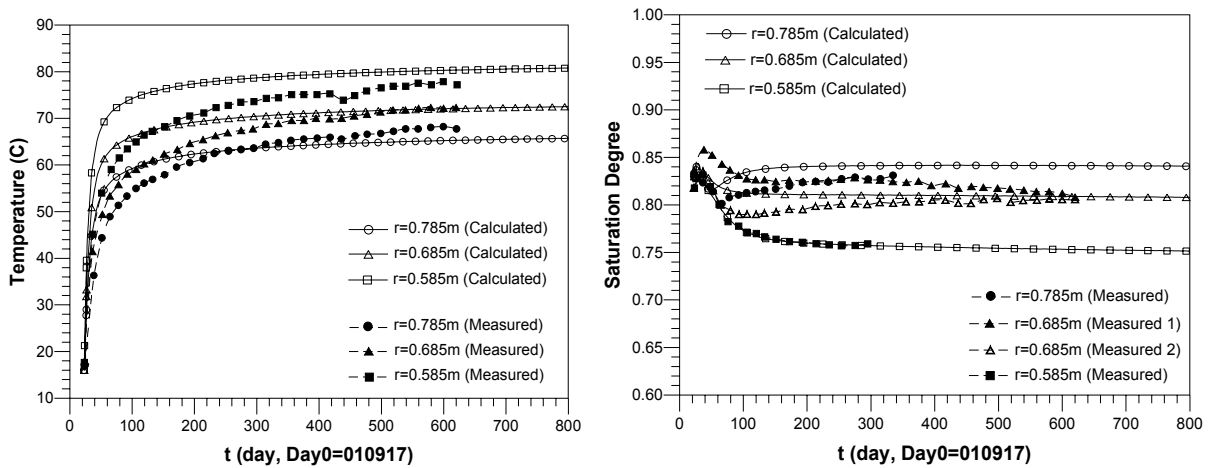 90
80
70
60
50
40
30
20
10
Temperature (C)
r=0.785m (Calculated)
r=0.685m (Calculated)
r=0.585m (Calculated)
r=0.785m (Measured)
r=0.685m (Measured)
r=0.585m (Measured)
0 100 200 300 400 500 600 700 800
t (day, Day0=010917)
1.00
0.95
0.90
0.85
0.80
0.75
0.70
0.65
0.60
Saturation Degree
r=0.785m (Calculated)
r=0.685m (Calculated)
r=0.585m (Calculated)
r=0.785m (Measured)
r=0.685m (Measured 1)
r=0.685m (Measured 2)
r=0.585m (Measured)
0 100 200 300 400 500 600 700 800
t (day, Day0=010917)